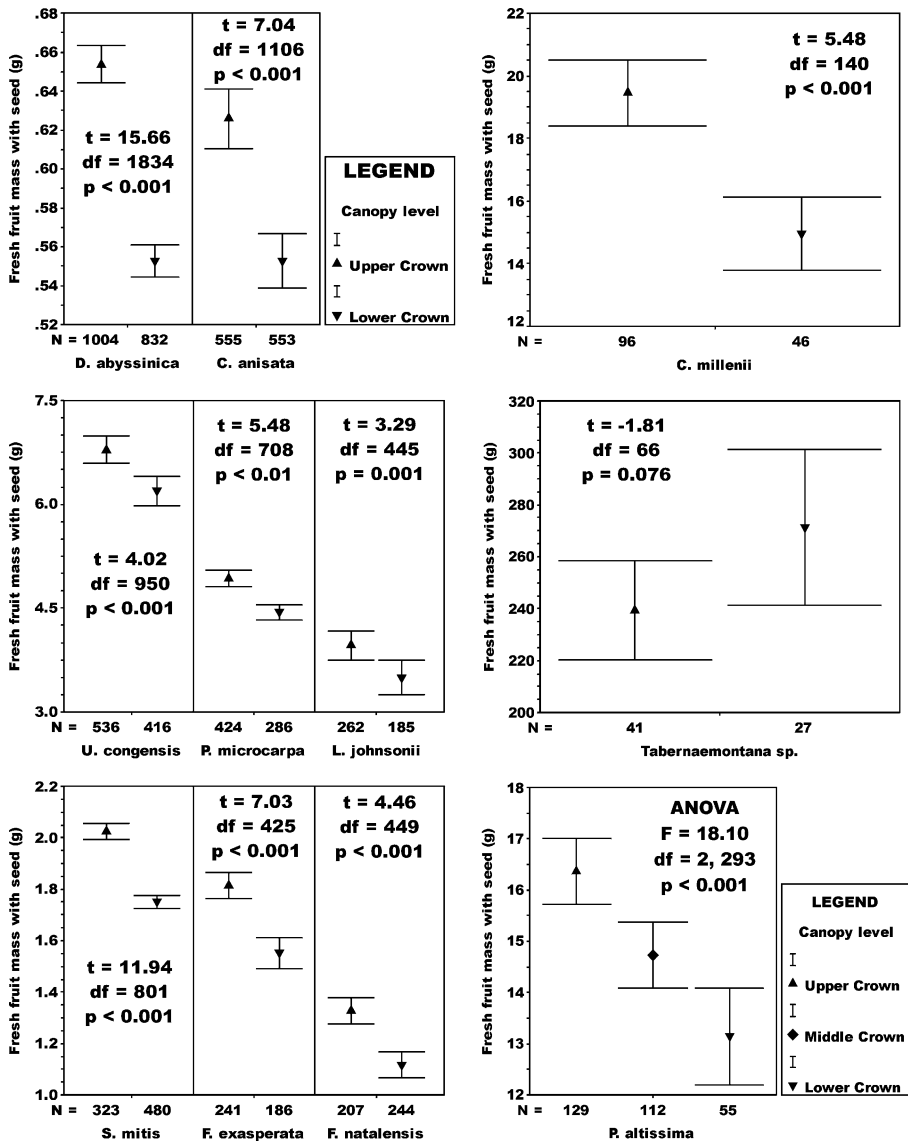 Fresh fruit mass with seed (g)
.68
.66
.64
.62
.60
.58
.56
.54
.52
t = 15.66
df = 1834
p < 0.001
t = 7.04
df = 1106
p < 0.001
N = 1004 832 555 553
D. abyssinica C. anisata
LEGEND
Canopy level
Upper Crown
Lower Crown
Fresh fruit mass with seed (g)
22
20
18
16
14
12
t = 5.48
df = 140
p < 0.001
N = 96 46
C. millenii
Fresh fruit mass with seed (g)
7.5
6.0
4.5
3.0
t = 4.02
df = 950
p < 0.001
t = 5.48
df = 708
p < 0.01
t = 3.29
df = 445
p = 0.001
N = 536 416 424 286 262 185
U. congensis P. microcarpa L. johnsonii
Fresh fruit mass with seed (g)
320
300
280
260
240
220
200
t = -1.81
df = 66
p = 0.076
N = 41 27
Tabernaemontana sp.
Fresh fruit mass with seed (g)
2.2
2.0
1.8
1.6
1.4
1.2
1.0
t = 11.94
df = 801
p < 0.001
t = 7.03
df = 425
p < 0.001
t = 4.46
df = 449
p < 0.001
N = 323 480 241 186 207 244
S. mitis F. exasperata F. natalensis
Fresh fruit mass with seed (g)
18
17
16
15
14
13
12
ANOVA
F = 18.10
df = 2, 293
p < 0.001
N = 129 112 55
P. altissima
LEGEND
Canopy level
Upper Crown
Middle Crown
Lower Crown